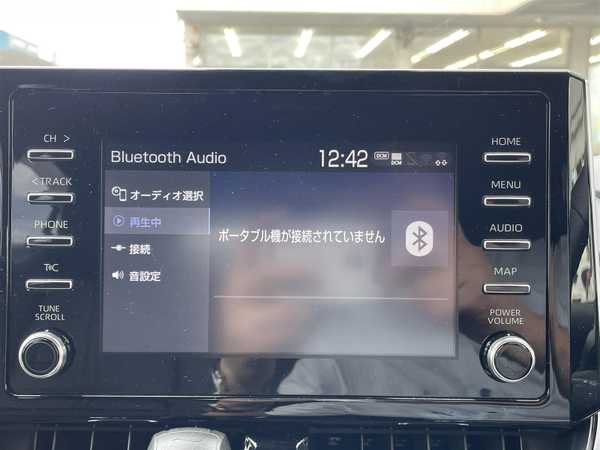 CH >
< TRACK
PHONE
T C
TUNE
SCROLL
Bluetooth Audio
12:42
DCM
DCM
オーディオ選択
再生中
接続
音設定
ポータブル機が接続されていません
HOME
MENU
AUDIO
MAP
POWER
VOLUME